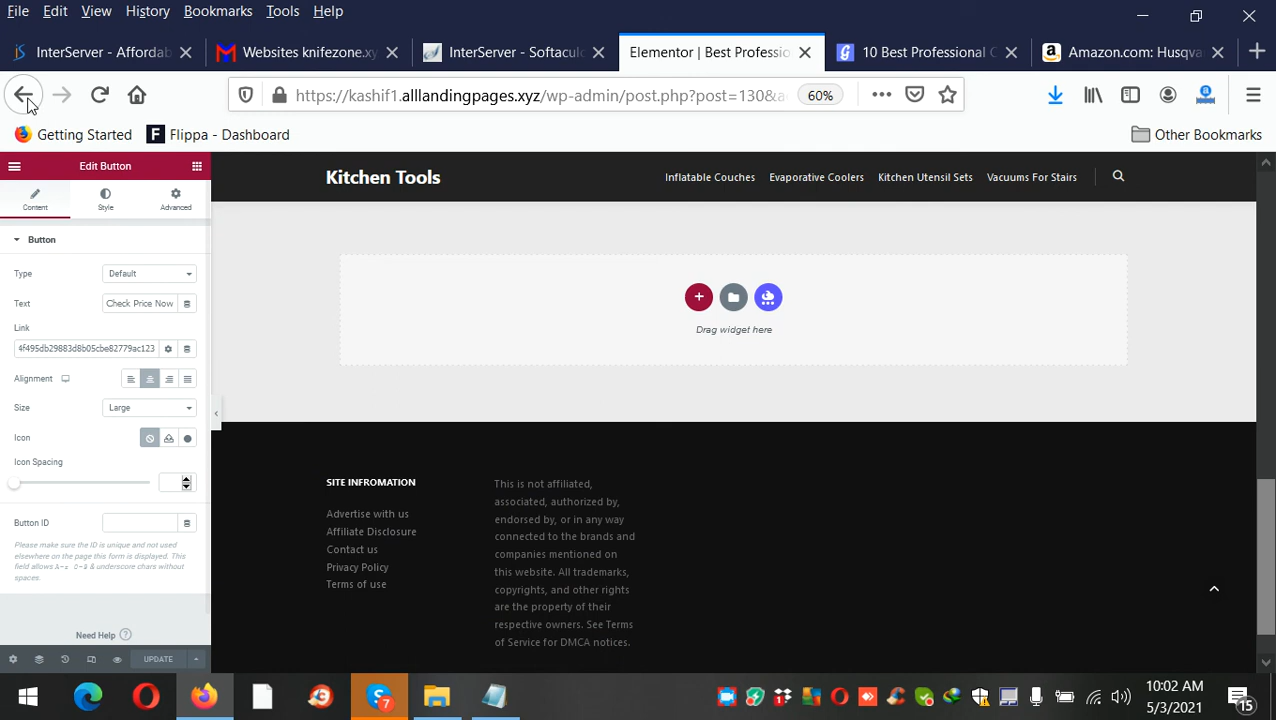 File Edit View History Bookmarks Tools Help
InterServer - Affordab
Websites knifezone.xy
InterServer - Softacul
Elementor | Best Professio
10 Best Professional C
Amazon.com: Husqva
https://kashif1.alllandingpages.xyz/wp-admin/post.php?post=130&a
60%
Getting Started
Flippa - Dashboard
Other Bookmarks
Edit Button
Content
Style
Advanced
Button
Type
Default
Text
Check Price Now
Link
4f495db29883d8b05cbe82779ac123
Alignment
Size
Large
Icon
Icon Spacing
Button ID
Please make sure the ID is unique and not used
elsewhere on the page this form is displayed. This
field allows A-z 0-9 & underscore chars without
spaces.
Need Help
UPDATE
Kitchen Tools
Inflatable Couches
Evaporative Coolers
Kitchen Utensil Sets
Vacuums For Stairs
Drag widget here
SITE INFROMATION
Advertise with us
Affiliate Disclosure
Contact us
Privacy Policy
Terms of use
This is not affiliated,
associated, authorized by,
endorsed by, or in any way
connected to the brands and
companies mentioned on
this website. All trademarks,
copyrights, and other rights
are the property of their
respective owners. See Terms
of Service for DMCA notices.
7
10:02 AM
5/3/2021
15